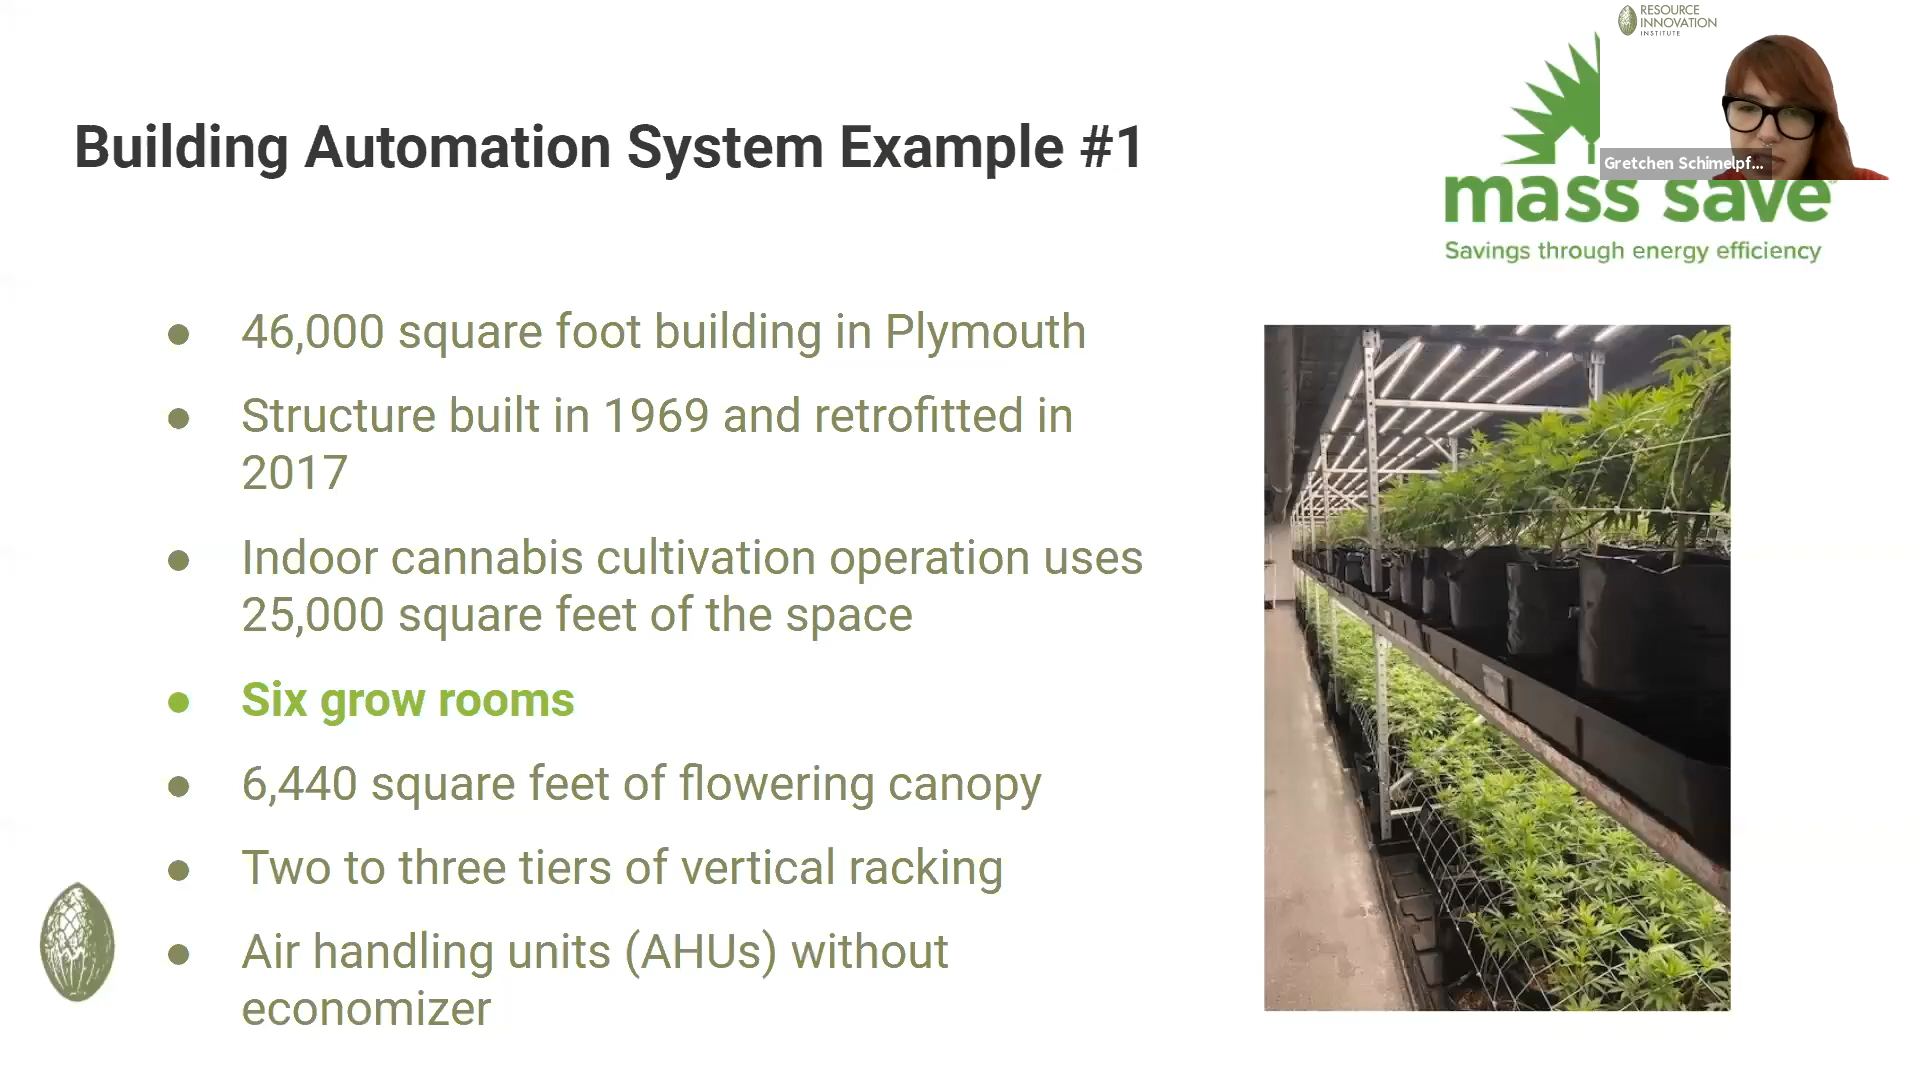 RESOURCE
INNOVATION
INSTITUTE
Gretchen Schimelpf...
Building Automation System Example #1
mass save
Savings through energy efficiency
● 46,000 square foot building in Plymouth
● Structure built in 1969 and retrofitted in
2017
● Indoor cannabis cultivation operation uses
25,000 square feet of the space
● Six grow rooms
● 6,440 square feet of flowering canopy
● Two to three tiers of vertical racking
● Air handling units (AHUs) without
economizer